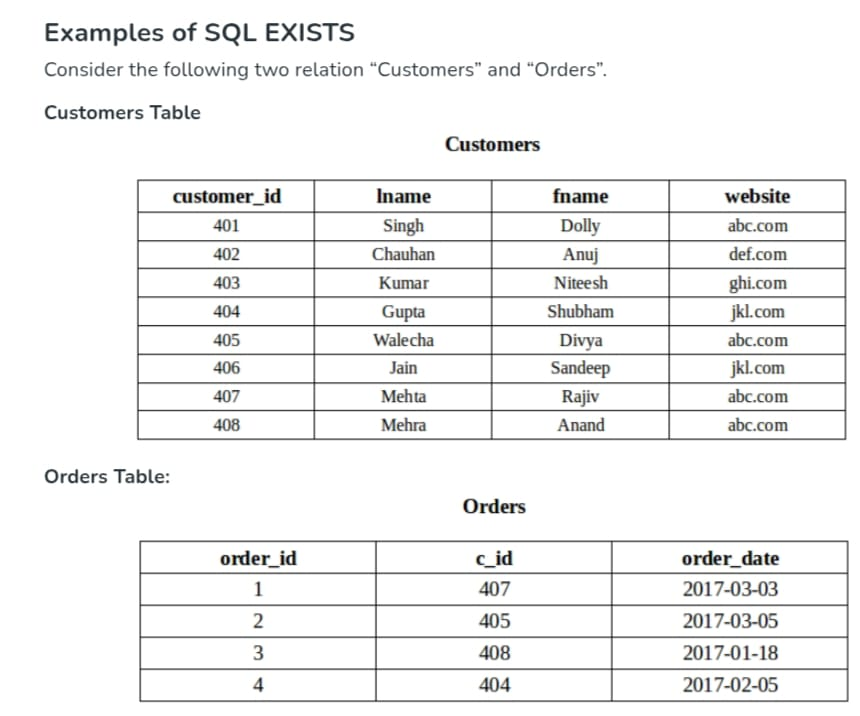 Examples of SQL EXISTS
Consider the following two relation “Customers” and “Orders”.
Customers Table
Customers
customer_id lname fname website
401 Singh Dolly abc.com
402 Chauhan Anuj def.com
403 Kumar Niteesh ghi.com
404 Gupta Shubham jkl.com
405 Walecha Divya abc.com
406 Jain Sandeep jkl.com
407 Mehta Rajiv abc.com
408 Mehra Anand abc.com
Orders Table:
Orders
order_id c_id order_date
1 407 2017-03-03
2 405 2017-03-05
3 408 2017-01-18
4 404 2017-02-05